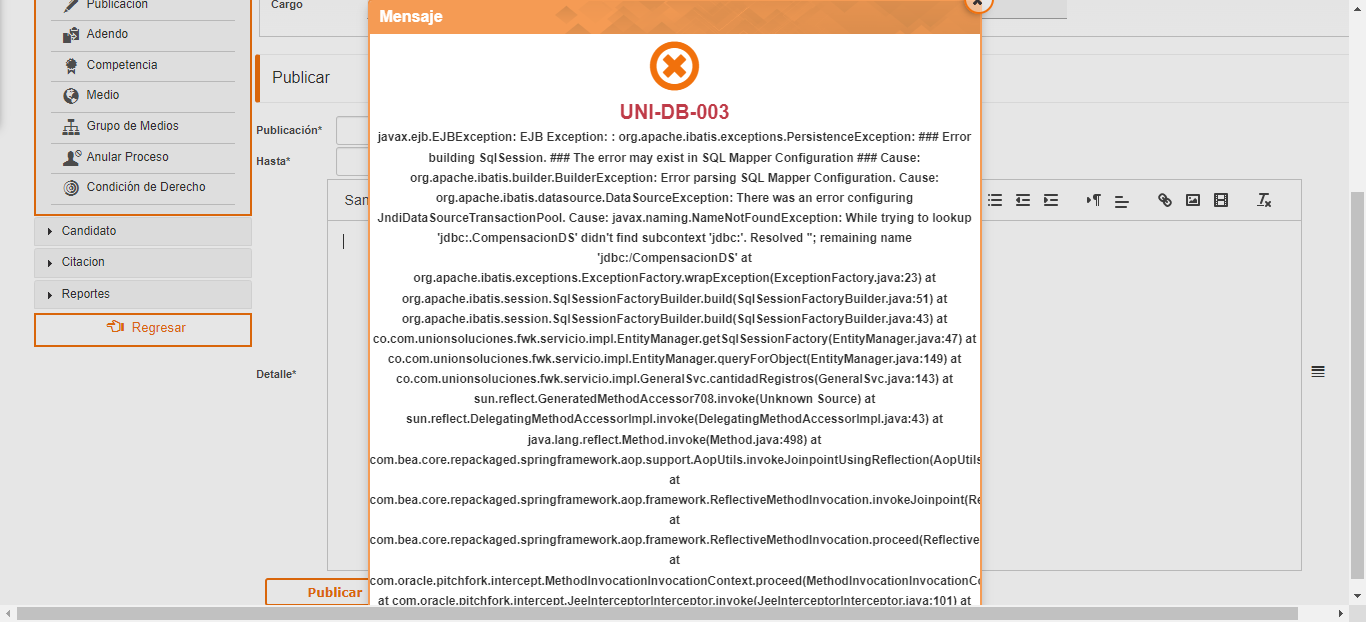 Publicación
Adendo
Competencia
Medio
Grupo de Medios
Anular Proceso
Condición de Derecho
Candidato
Citacion
Reportes
Regresar
Cargo
Publicar
Publicación*
Hasta*
San
Detalle*
Publicar
Mensaje
UNI-DB-003
javax.ejb.EJBException: EJB Exception: : org.apache.ibatis.exceptions.PersistenceException: ### Error
building SqlSession. ### The error may exist in SQL Mapper Configuration ### Cause:
org.apache.ibatis.builder.BuilderException: Error parsing SQL Mapper Configuration. Cause:
org.apache.ibatis.datasource.DataSourceException: There was an error configuring
JndiDataSourceTransactionPool. Cause: javax.naming.NameNotFoundException: While trying to lookup
'jdbc:.CompensacionDS' didn't find subcontext 'jdbc:'. Resolved ''; remaining name
'jdbc:/CompensacionDS' at
org.apache.ibatis.exceptions.ExceptionFactory.wrapException(ExceptionFactory.java:23) at
org.apache.ibatis.session.SqlSessionFactoryBuilder.build(SqlSessionFactoryBuilder.java:51) at
org.apache.ibatis.session.SqlSessionFactoryBuilder.build(SqlSessionFactoryBuilder.java:43) at
co.com.unionsoluciones.fwk.servicio.impl.EntityManager.getSqlSessionFactory(EntityManager.java:47) at
co.com.unionsoluciones.fwk.servicio.impl.EntityManager.queryForObject(EntityManager.java:149) at
co.com.unionsoluciones.fwk.servicio.impl.GeneralSvc.cantidadRegistros(GeneralSvc.java:143) at
sun.reflect.GeneratedMethodAccessor708.invoke(Unknown Source) at
sun.reflect.DelegatingMethodAccessorImpl.invoke(DelegatingMethodAccessorImpl.java:43) at
java.lang.reflect.Method.invoke(Method.java:498) at
com.bea.core.repackaged.springframework.aop.support.AopUtils.invokeJoinpointUsingReflection(AopUtils
at
com.bea.core.repackaged.springframework.aop.framework.ReflectiveMethodInvocation.invokeJoinpoint(Re
at
com.bea.core.repackaged.springframework.aop.framework.ReflectiveMethodInvocation.proceed(Reflective
at
com.oracle.pitchfork.intercept.MethodInvocationInvocationContext.proceed(MethodInvocationInvocationCo
at com.oracle.pitchfork.intercept.JeeInterceptorInterceptor.invoke(JeeInterceptorInterceptor.java:101) at